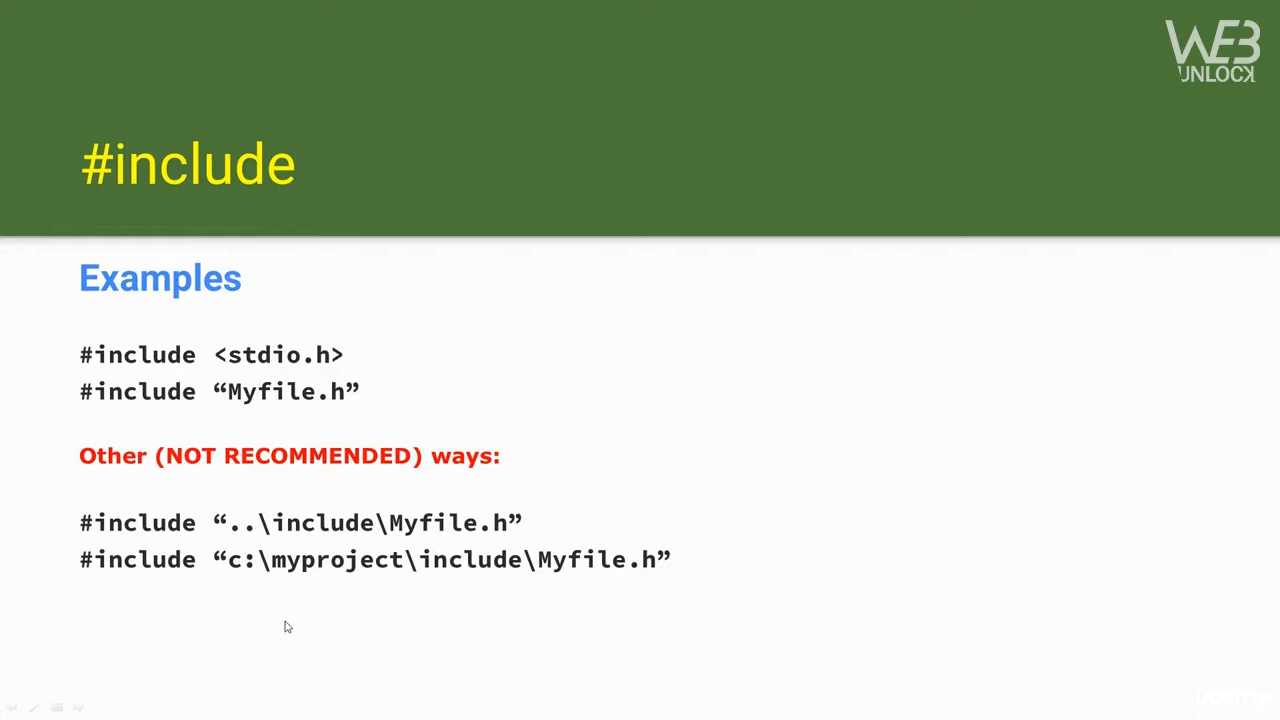 WEB
UNLOCK
#include
Examples
#include <stdio.h>
#include “Myfile.h”
Other (NOT RECOMMENDED) ways:
#include “..\include\Myfile.h”
#include “c:\myproject\include\Myfile.h”
udemy